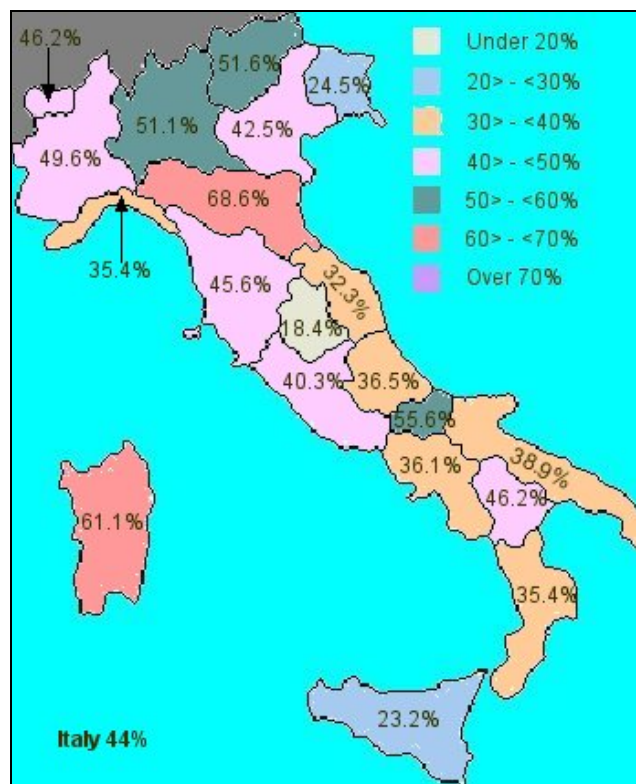 46.2%
51.6%
24.5%
51.1%
42.5%
49.6%
68.6%
35.4%
45.6%
32.3%
18.4%
40.3%
36.5%
55.6%
36.1%
38.9%
46.2%
61.1%
35.4%
23.2%
Italy 44%
Under 20%
20> - <30%
30> - <40%
40> - <50%
50> - <60%
60> - <70%
Over 70%